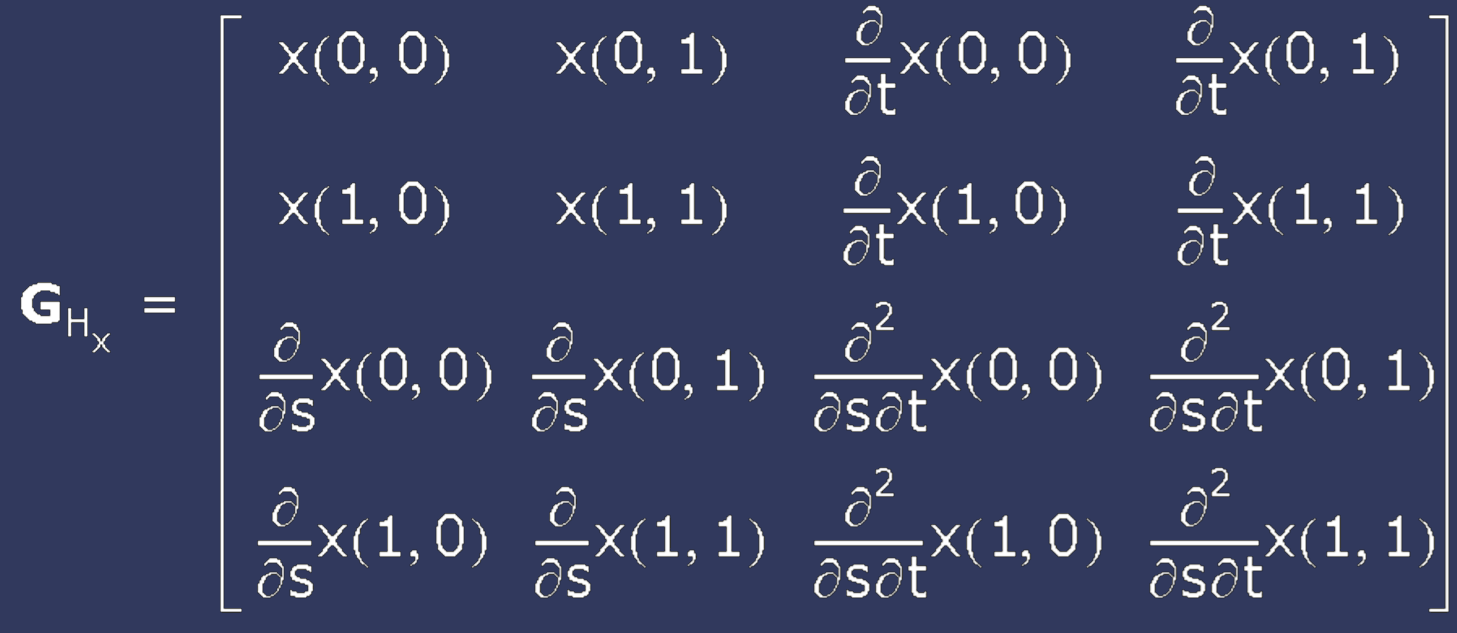 x(0, 0) x(0, 1) ∂/∂t x(0, 0) ∂/∂t x(0, 1)
x(1, 0) x(1, 1) ∂/∂t x(1, 0) ∂/∂t x(1, 1)
G_{H_x} =
∂/∂s x(0, 0) ∂/∂s x(0, 1) ∂²/∂s∂t x(0, 0) ∂²/∂s∂t x(0, 1)
∂/∂s x(1, 0) ∂/∂s x(1, 1) ∂²/∂s∂t x(1, 0) ∂²/∂s∂t x(1, 1)